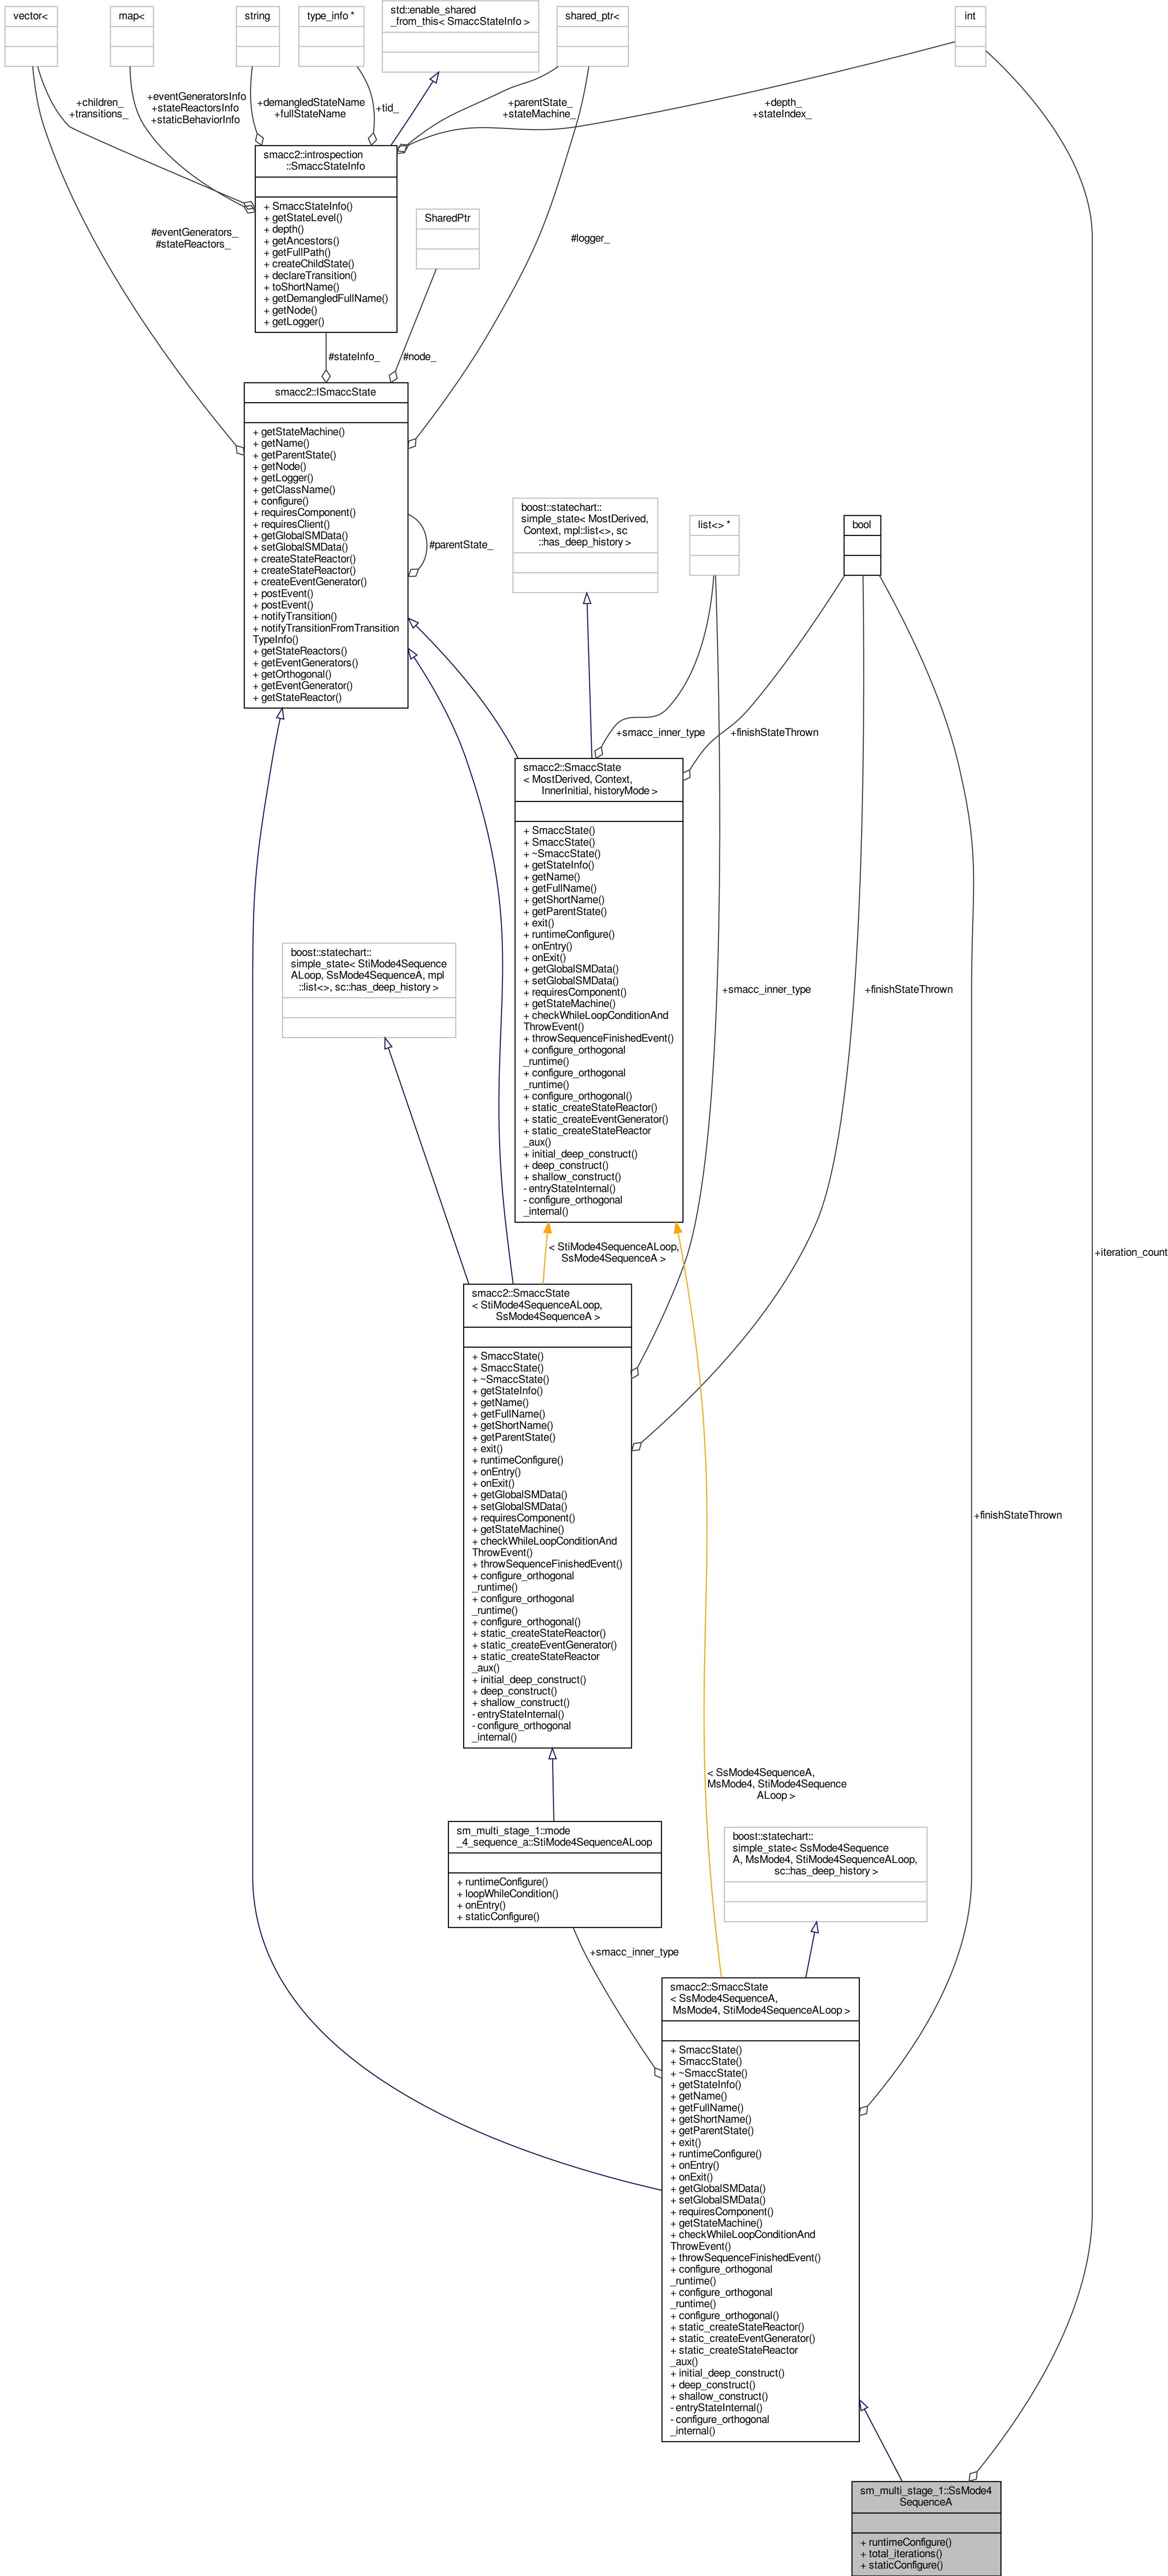 vector<
map<
string
type_info *
std::enable_shared
_from_this< SmaccStateInfo >
shared_ptr<
int
+children_
+transitions_
+eventGeneratorsInfo
+stateReactorsInfo
+staticBehaviorInfo
+demangledStateName
+fullStateName
+tid_
+parentState_
+stateMachine_
+depth_
+stateIndex_
smacc2::introspection
::SmaccStateInfo
+ SmaccStateInfo()
+ getStateLevel()
+ depth()
+ getAncestors()
+ getFullPath()
+ createChildState()
+ declareTransition()
+ toShortName()
+ getDemangledFullName()
+ getNode()
+ getLogger()
SharedPtr
#eventGenerators_
#stateReactors_
#logger_
#stateInfo_
#node_
smacc2::ISmaccState
+ getStateMachine()
+ getName()
+ getParentState()
+ getNode()
+ getLogger()
+ getClassName()
+ configure()
+ requiresComponent()
+ requiresClient()
+ getGlobalSMData()
+ setGlobalSMData()
+ createStateReactor()
+ createStateReactor()
+ createEventGenerator()
+ postEvent()
+ postEvent()
+ notifyTransition()
+ notifyTransitionFromTransition
TypeInfo()
+ getStateReactors()
+ getEventGenerators()
+ getOrthogonal()
+ getEventGenerator()
+ getStateReactor()
#parentState_
boost::statechart::
simple_state< MostDerived,
Context, mpl::list<>, sc
::has_deep_history >
list<> *
bool
+smacc_inner_type
+finishStateThrown
smacc2::SmaccState
< MostDerived, Context,
InnerInitial, historyMode >
+ SmaccState()
+ SmaccState()
+ ~SmaccState()
+ getStateInfo()
+ getName()
+ getFullName()
+ getShortName()
+ getParentState()
+ exit()
+ runtimeConfigure()
+ onEntry()
+ onExit()
+ getGlobalSMData()
+ setGlobalSMData()
+ requiresComponent()
+ getStateMachine()
+ checkWhileLoopConditionAnd
ThrowEvent()
+ throwSequenceFinishedEvent()
+ configure_orthogonal
_runtime()
+ configure_orthogonal
_runtime()
+ configure_orthogonal()
+ static_createStateReactor()
+ static_createEventGenerator()
+ static_createStateReactor
_aux()
+ initial_deep_construct()
+ deep_construct()
+ shallow_construct()
- entryStateInternal()
- configure_orthogonal
_internal()
boost::statechart::
simple_state< StiMode4Sequence
ALoop, SsMode4SequenceA, mpl
::list<>, sc::has_deep_history >
+smacc_inner_type
+finishStateThrown
< StiMode4SequenceALoop,
SsMode4SequenceA >
+iteration_count
smacc2::SmaccState
< StiMode4SequenceALoop,
SsMode4SequenceA >
+ SmaccState()
+ SmaccState()
+ ~SmaccState()
+ getStateInfo()
+ getName()
+ getFullName()
+ getShortName()
+ getParentState()
+ exit()
+ runtimeConfigure()
+ onEntry()
+ onExit()
+ getGlobalSMData()
+ setGlobalSMData()
+ requiresComponent()
+ getStateMachine()
+ checkWhileLoopConditionAnd
ThrowEvent()
+ throwSequenceFinishedEvent()
+ configure_orthogonal
_runtime()
+ configure_orthogonal
_runtime()
+ configure_orthogonal()
+ static_createStateReactor()
+ static_createEventGenerator()
+ static_createStateReactor
_aux()
+ initial_deep_construct()
+ deep_construct()
+ shallow_construct()
- entryStateInternal()
- configure_orthogonal
_internal()
+finishStateThrown
< SsMode4SequenceA,
MsMode4, StiMode4Sequence
ALoop >
sm_multi_stage_1::mode
_4_sequence_a::StiMode4SequenceALoop
+ runtimeConfigure()
+ loopWhileCondition()
+ onEntry()
+ staticConfigure()
boost::statechart::
simple_state< SsMode4Sequence
A, MsMode4, StiMode4SequenceALoop,
sc::has_deep_history >
+smacc_inner_type
smacc2::SmaccState
< SsMode4SequenceA,
MsMode4, StiMode4SequenceALoop >
+ SmaccState()
+ SmaccState()
+ ~SmaccState()
+ getStateInfo()
+ getName()
+ getFullName()
+ getShortName()
+ getParentState()
+ exit()
+ runtimeConfigure()
+ onEntry()
+ onExit()
+ getGlobalSMData()
+ setGlobalSMData()
+ requiresComponent()
+ getStateMachine()
+ checkWhileLoopConditionAnd
ThrowEvent()
+ throwSequenceFinishedEvent()
+ configure_orthogonal
_runtime()
+ configure_orthogonal
_runtime()
+ configure_orthogonal()
+ static_createStateReactor()
+ static_createEventGenerator()
+ static_createStateReactor
_aux()
+ initial_deep_construct()
+ deep_construct()
+ shallow_construct()
- entryStateInternal()
- configure_orthogonal
_internal()
sm_multi_stage_1::SsMode4
SequenceA
+ runtimeConfigure()
+ total_iterations()
+ staticConfigure()